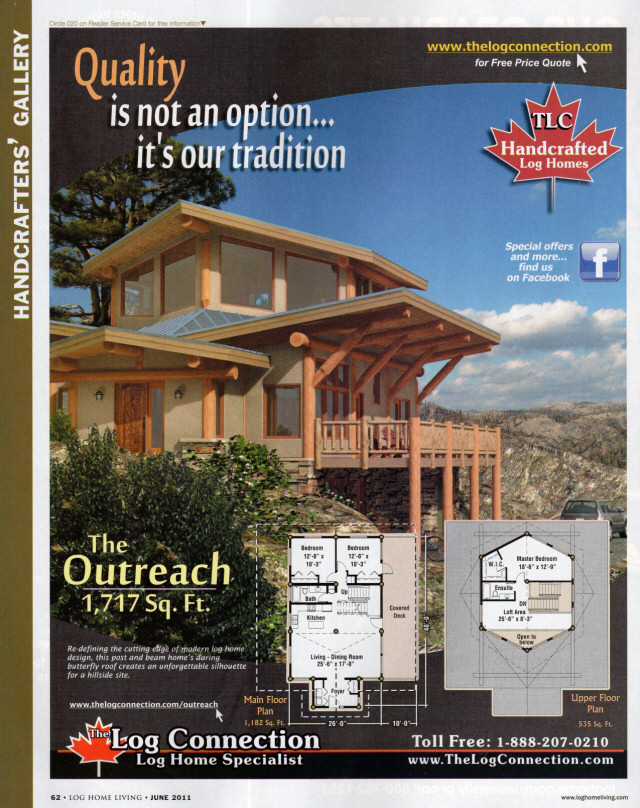 Circle 020 on Reader Service Card for free information▼
HANDCRAFTERS' GALLERY
www.thelogconnection.com
for Free Price Quote
Quality
is not an option...
it's our tradition
TLC
Handcrafted
Log Homes
Special offers
and more...
find us
on Facebook
f
The
Outreach
1,717 Sq. Ft.
Re-defining the cutting edge of modern log home
design, this post and beam home's daring
butterfly roof creates an unforgettable silhouette
for a hillside site.
www.thelogconnection.com/outreach
Bedroom
12'-8" x
10'-3"
Bedroom
12'-8" x
10'-3"
Up
Bath
Kitchen
Covered
Deck
Living - Dining Room
25'-6" x 17'-0"
Foyer
26'-0"
10'-0"
Main Floor
Plan
1,182 Sq. Ft.
Master Bedroom
16'-6" x 12'-9"
W.I.C.
Ensuite
DN
Loft Area
25'-6" x 8'-3"
Open to
below
Upper Floor
Plan
535 Sq. Ft.
The Log Connection
Log Home Specialist
Toll Free: 1-888-207-0210
www.TheLogConnection.com
62 • LOG HOME LIVING • JUNE 2011
www.loghomeliving.com